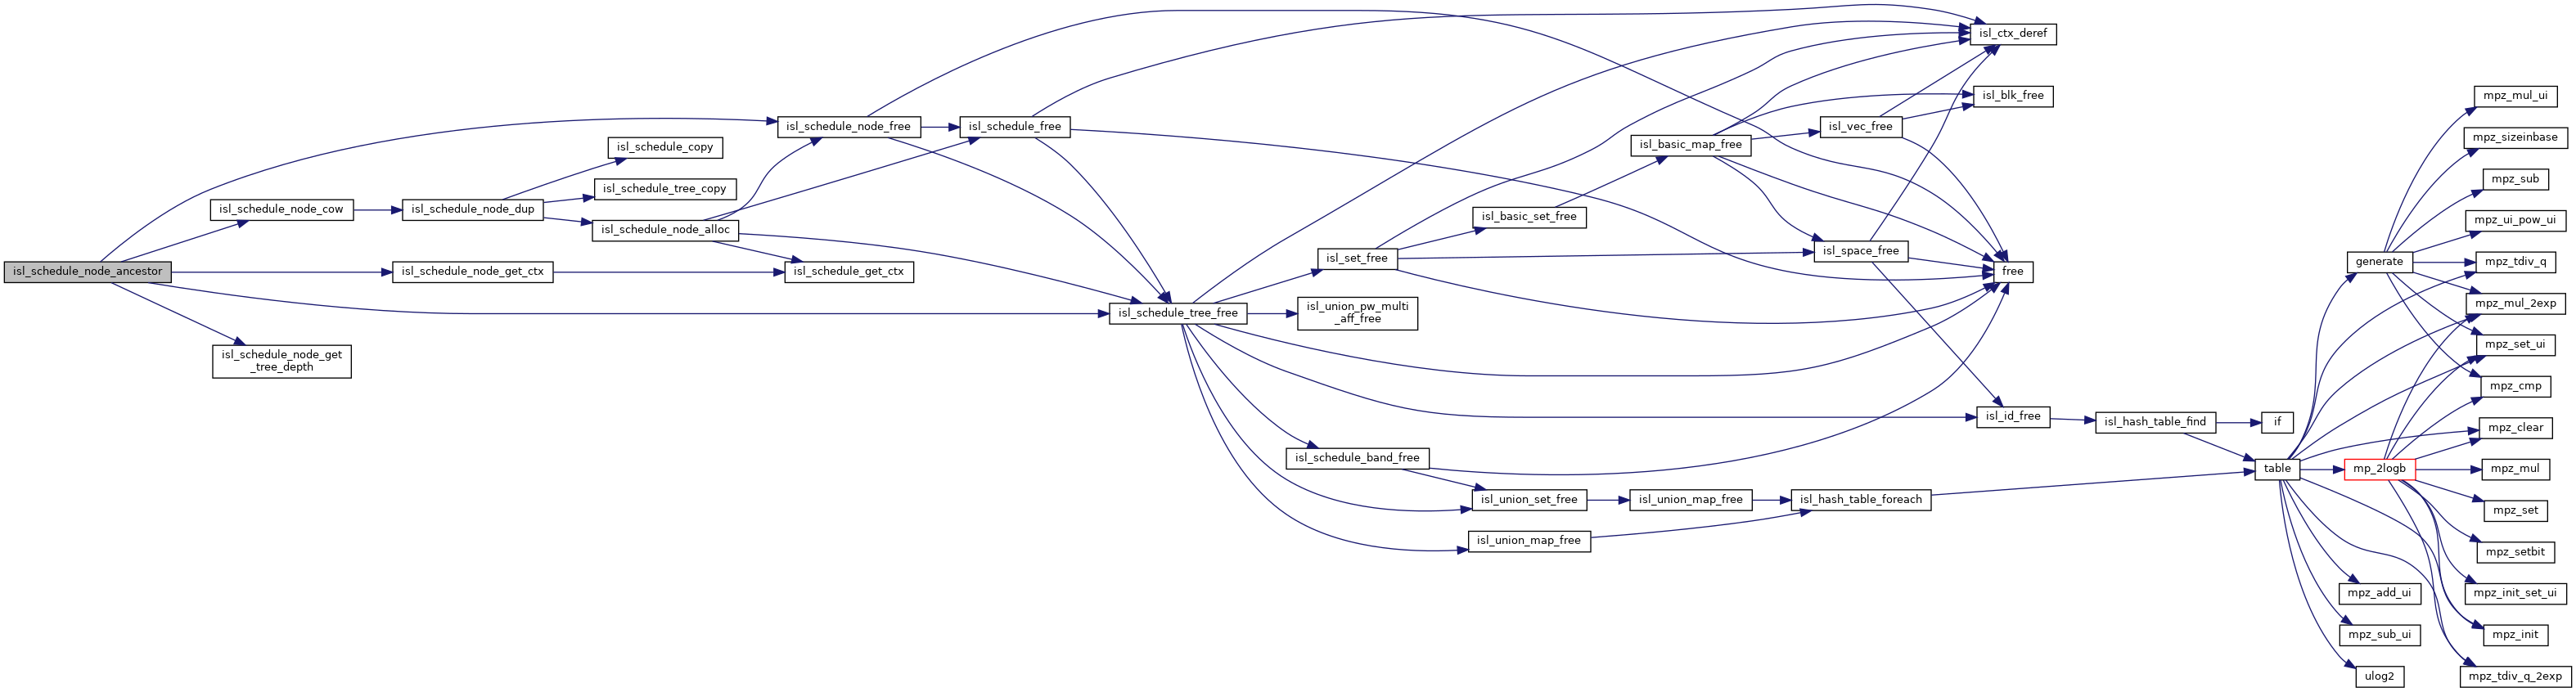 isl_schedule_node_ancestor
isl_schedule_node_cow
isl_schedule_node_get_ctx
isl_schedule_node_get
_tree_depth
isl_schedule_node_dup
isl_schedule_copy
isl_schedule_tree_copy
isl_schedule_node_alloc
isl_schedule_node_free
isl_schedule_get_ctx
isl_schedule_free
isl_schedule_tree_free
isl_set_free
isl_union_pw_multi
_aff_free
isl_schedule_band_free
isl_basic_set_free
isl_union_set_free
isl_union_map_free
isl_basic_map_free
isl_union_map_free
isl_vec_free
isl_space_free
isl_hash_table_foreach
isl_ctx_deref
isl_blk_free
free
isl_id_free
isl_hash_table_find
if
table
generate
mp_2logb
mpz_add_ui
mpz_sub_ui
ulog2
mpz_mul_ui
mpz_sizeinbase
mpz_sub
mpz_ui_pow_ui
mpz_tdiv_q
mpz_mul_2exp
mpz_set_ui
mpz_cmp
mpz_clear
mpz_mul
mpz_set
mpz_setbit
mpz_init_set_ui
mpz_init
mpz_tdiv_q_2exp